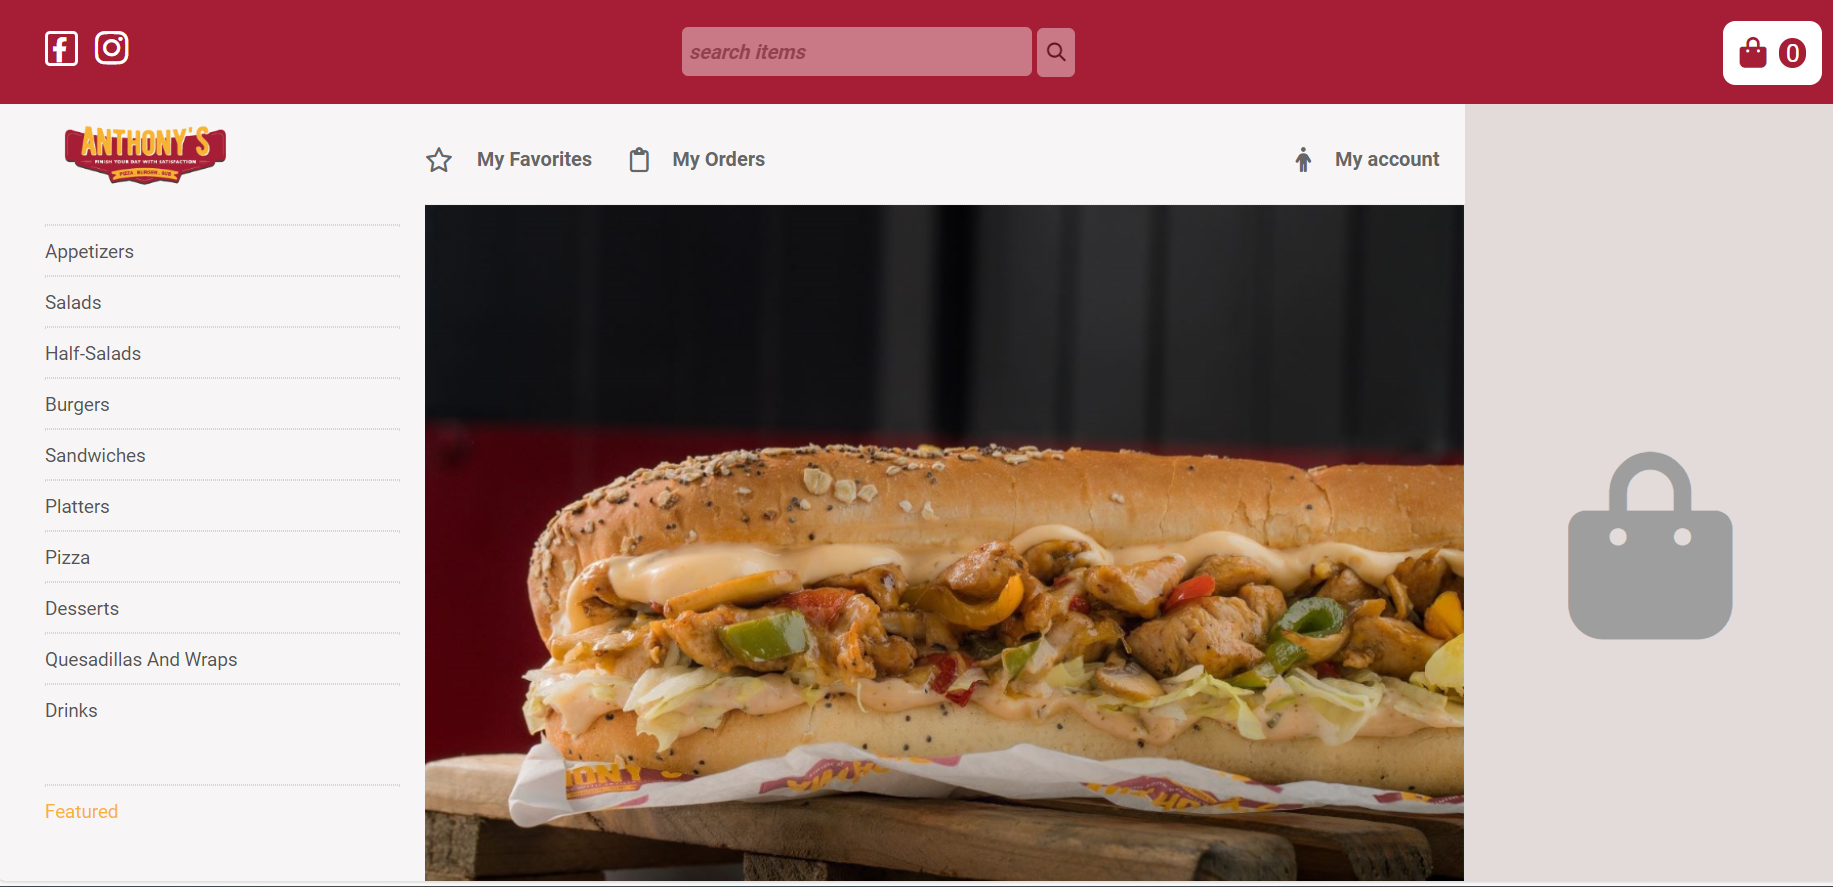 search items
0
ANTHONY'S
FINISH YOUR DAY WITH SATISFACTION
PIZZA . BURGER . SUB
My Favorites
My Orders
My account
Appetizers
Salads
Half-Salads
Burgers
Sandwiches
Platters
Pizza
Desserts
Quesadillas And Wraps
Drinks
Featured